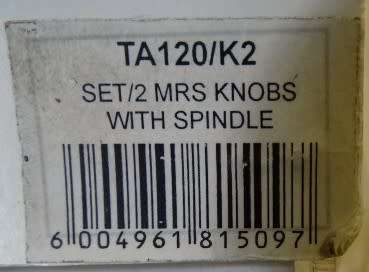 TA120/K2
SET/2 MRS KNOBS
WITH SPINDLE
6 004961 815097